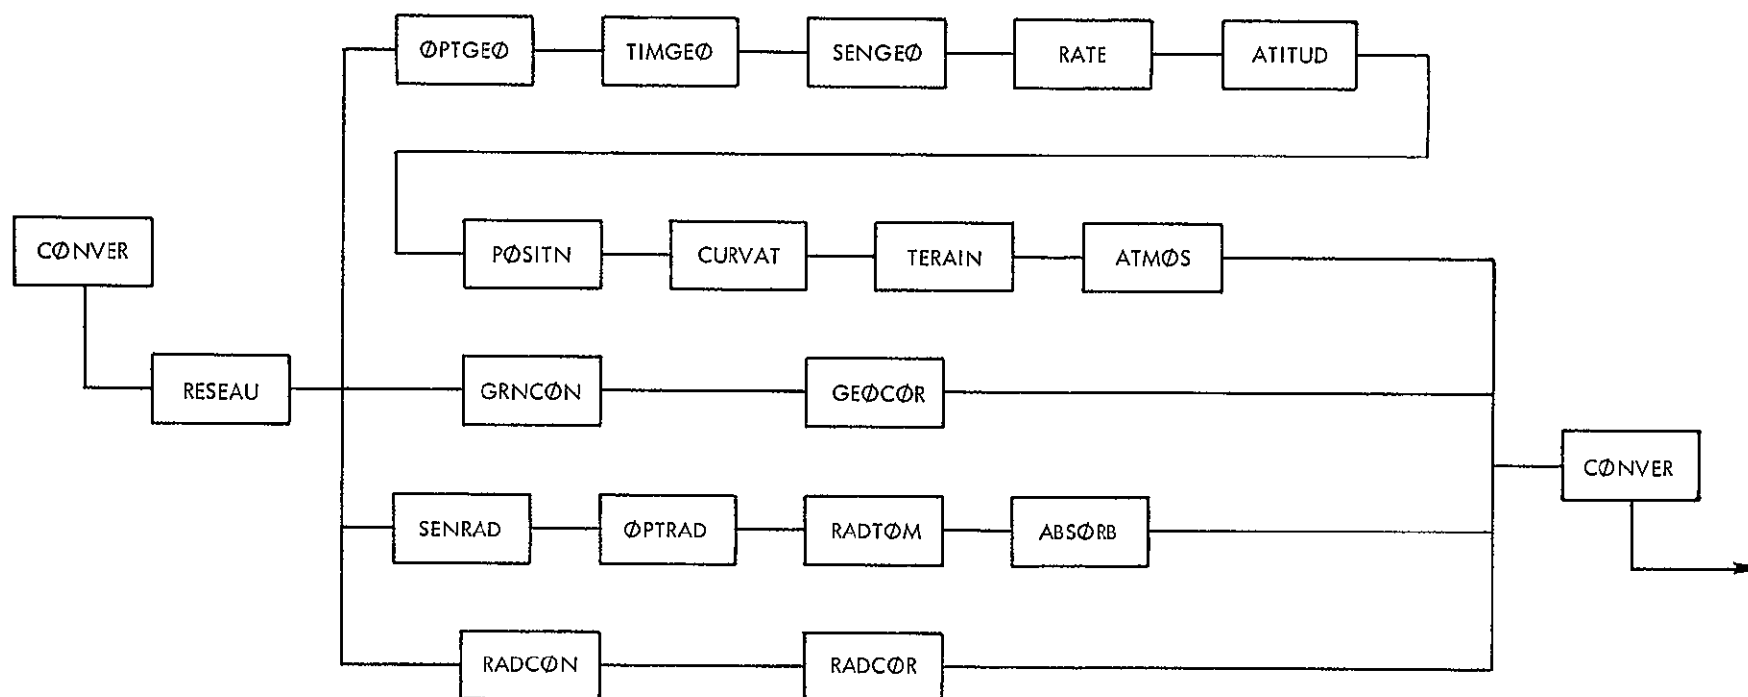 ØPTGEØ
TIMGEØ
SENGEØ
RATE
ATITUD
PØSITN
CURVAT
TERAIN
ATMØS
CØNVER
RESEAU
GRNCØN
GEØCØR
CØNVER
SENRAD
ØPTRAD
RADTØM
ABSØRB
RADCØN
RADCØR